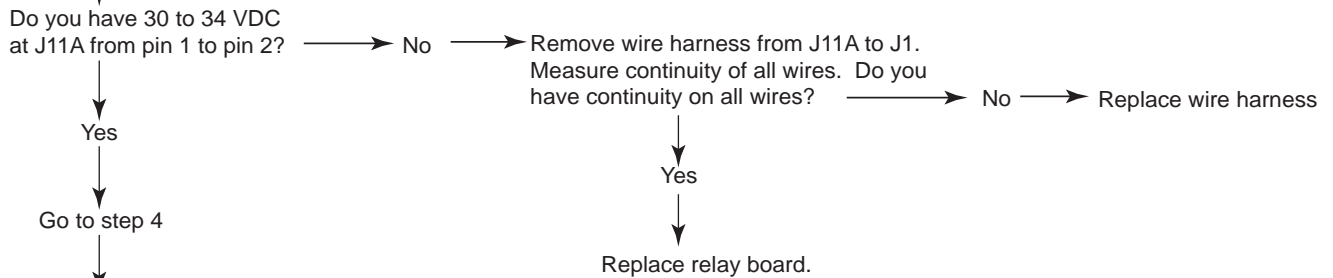 Do you have 30 to 34 VDC
at J11A from pin 1 to pin 2?
No
Remove wire harness from J11A to J1.
Measure continuity of all wires.  Do you
have continuity on all wires?
No
Replace wire harness
Yes
Yes
Go to step 4
Replace relay board.